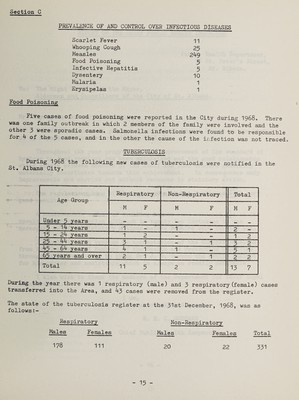 Section C
PREVALENCE OF AND CONTROL OVER INFECTIOUS DISEASES
Scarlet Fever 11
Whooping Cough 25
Measles 249
Food Poisoning 5
Infective Hepatitis 5
Dysentery 10
Malaria 1
Erysipelas 1
Food Poisoning
Five cases of food poisoning were reported in the City during 1968. There
was one family outbreak in which 2 members of the family were involved and the
other 3 were sporadic cases. Salmonella infections were found to be responsible
for 4 of the 5 cases, and in the other case the cause of the infection was not traced.
TUBERCULOSIS
During 1968 the following new cases of tuberculosis were notified in the
St. Albans City.
Age Group Respiratory Non-Respiratory Total
M F M F M F
Under 5 years - - - - - -
5 - 14 years 1 - 1 - 2 -
15 - 24 years 1 2 - - 1 2
25 - 44 years 3 1 - 1 3 2
45 - 64 years 4 1 1 - 5 1
65 years and over 2 1 - 1 2 2
Total 11 5 2 2 13 7
During the year there was 1 respiratory (male) and 3 respiratory (female) cases
transferred into the Area, and 43 cases were removed from the register.
The state of the tuberculosis register at the 31st December, 1968, was as
follows:-
Respiratory Non-Respiratory
Males Females Males Females Total
178 111 20 22 331
- 15 -